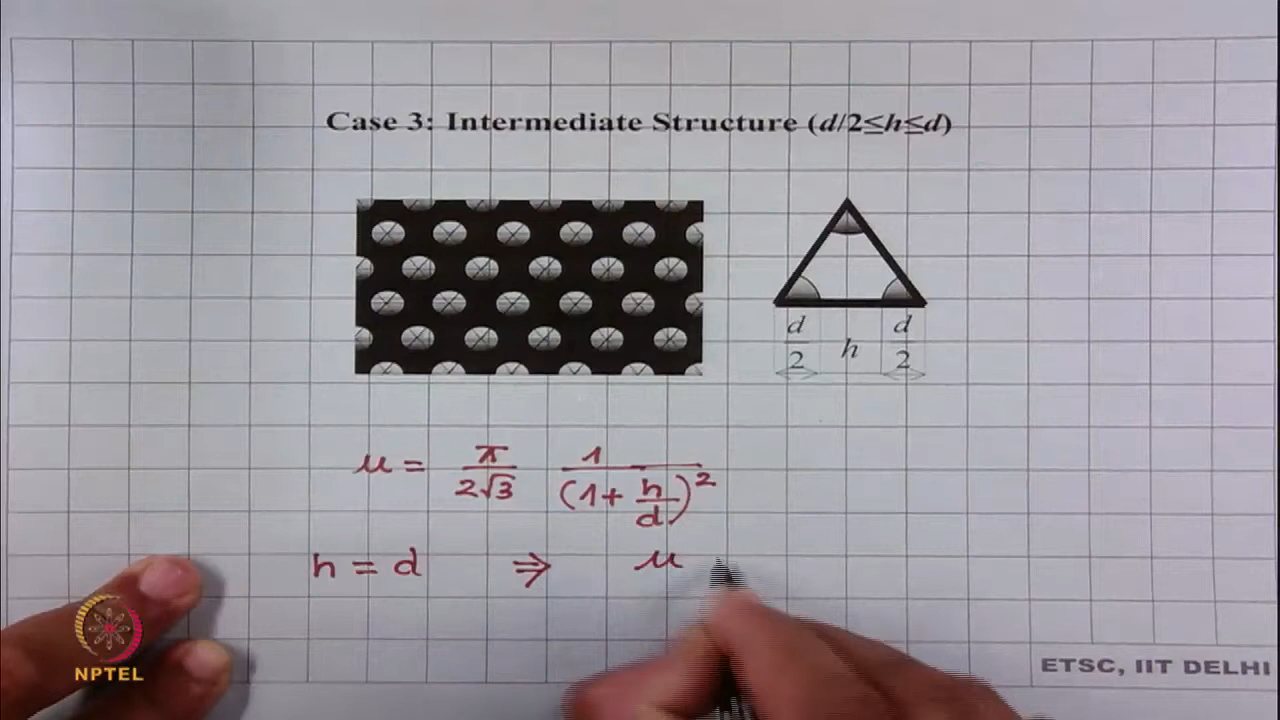 Case 3: Intermediate Structure (d/2≤h≤d)
d/2 h d/2
μ = π/2√3 1/(1+h/d)²
h = d ⇒ μ
NPTEL
ETSC, IIT DELHI